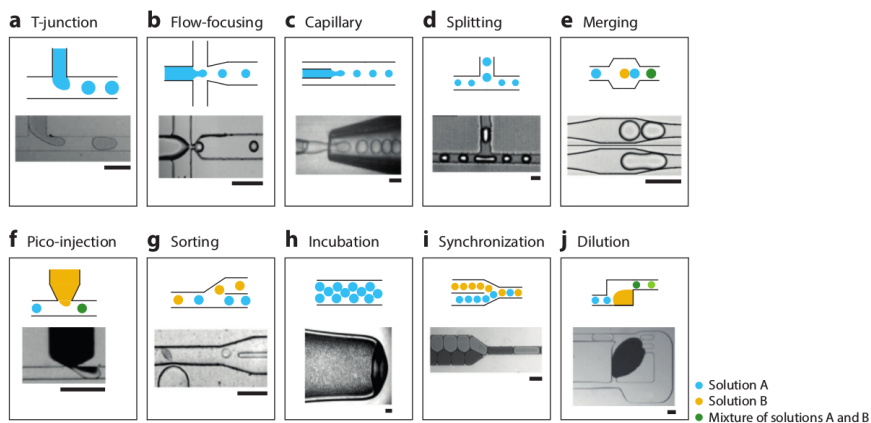 a T-junction
b Flow-focusing
c Capillary
d Splitting
e Merging
f Pico-injection
g Sorting
h Incubation
i Synchronization
j Dilution
Solution A
Solution B
Mixture of solutions A and B